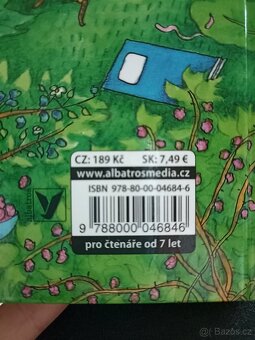 CZ: 189 Kč SK: 7,49 €
www.albatrosmedia.cz
ISBN 978-80-00-04684-6
9 788000 046846
pro čtenáře od 7 let
albatros
Bazoš.cz